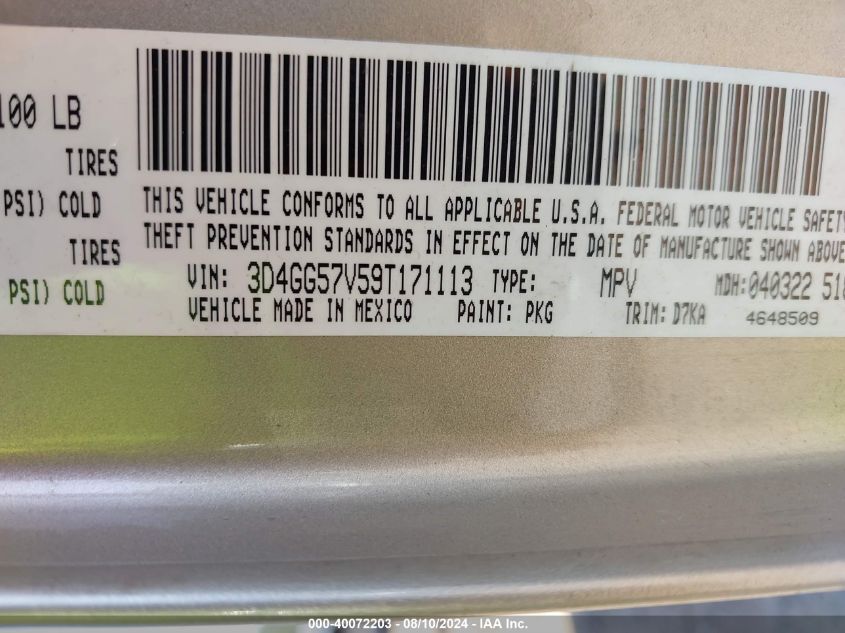 100 LB
TIRES
PSI) COLD
TIRES
PSI) COLD
THIS VEHICLE CONFORMS TO ALL APPLICABLE U.S.A. FEDERAL MOTOR VEHICLE SAFETY
THEFT PREVENTION STANDARDS IN EFFECT ON THE DATE OF MANUFACTURE SHOWN ABOVE
VIN: 3D4GG57V59T171113 TYPE: MPV MDH:040322 518
VEHICLE MADE IN MEXICO PAINT: PKG TRIM: D7KA 4648509
000-40072203 - 08/10/2024 - IAA Inc.